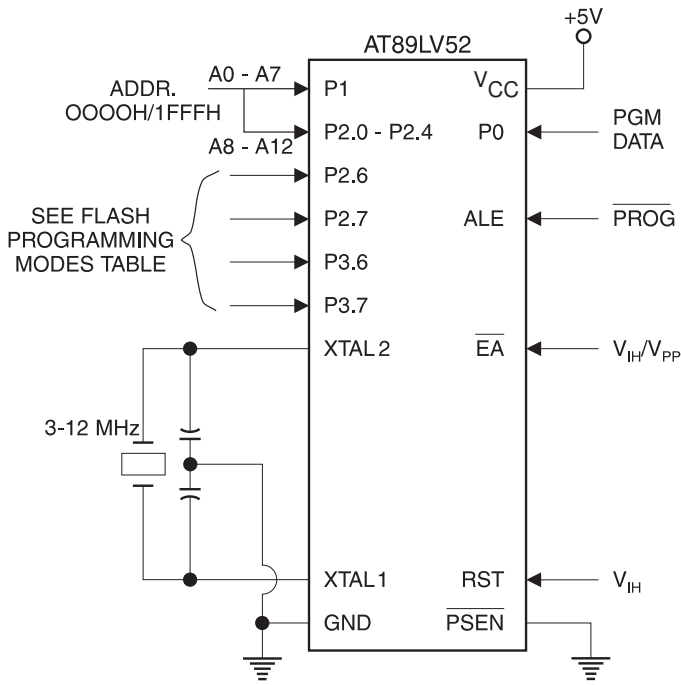 +5V
AT89LV52
ADDR.
OOOOH/1FFFH
A0 - A7
P1
VCC
A8 - A12
P2.0 - P2.4
P0
PGM
DATA
SEE FLASH
PROGRAMMING
MODES TABLE
P2.6
P2.7
P3.6
P3.7
ALE
PROG
XTAL 2
EA
VIH/VPP
3-12 MHz
XTAL 1
RST
VIH
GND
PSEN